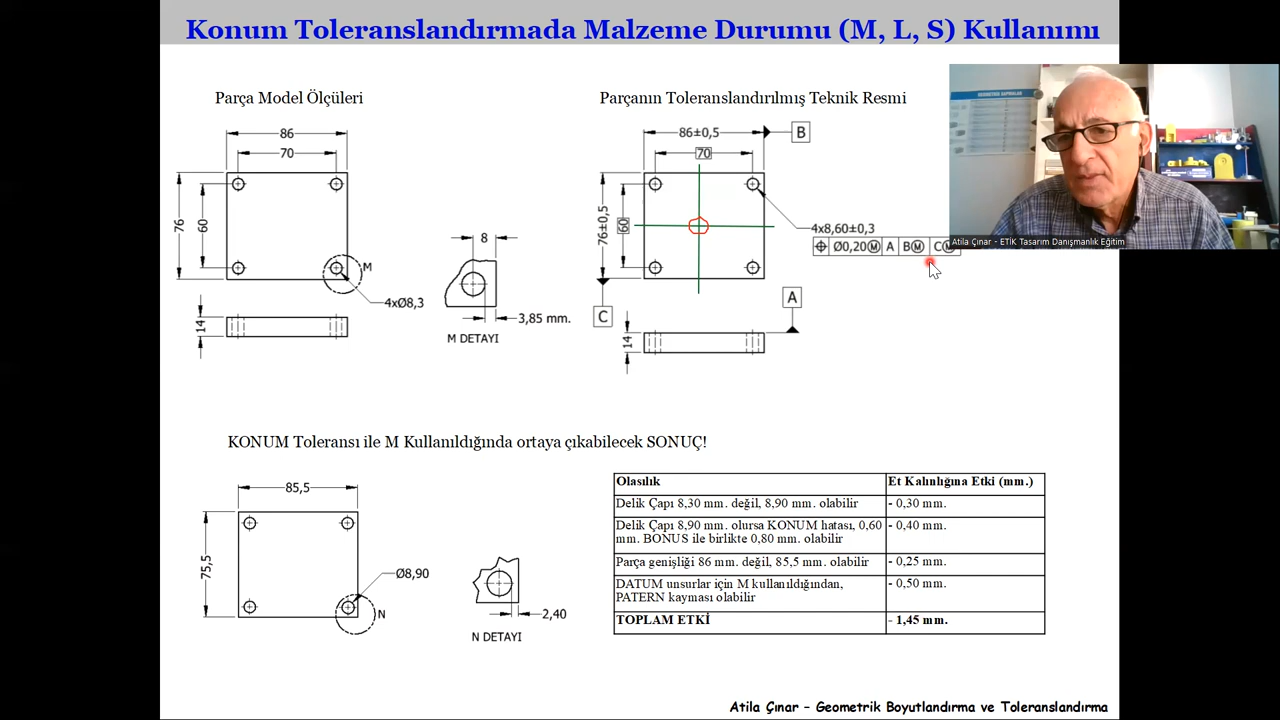 Konum Toleranslandırmada Malzeme Durumu (M, L, S) Kullanımı
Parça Model Ölçüleri
Parçanın Toleranslandırılmış Teknik Resmi
86
70
76
60
M
4xØ8,3
14
8
3,85 mm.
M DETAYI
86±0,5
B
70
76±0,5
60
4x8,60±0,3
Ø0,20Ⓜ A BⓂ CⓂ
C
A
14
Atila Çınar - ETİK Tasarım Danışmanlık Eğitim
KONUM Toleransı ile M Kullanıldığında ortaya çıkabilecek SONUÇ!
85,5
75,5
Ø8,90
N
2,40
N DETAYI
Olasılık Et Kalınlığına Etki (mm.)
Delik Çapı 8,30 mm. değil, 8,90 mm. olabilir - 0,30 mm.
Delik Çapı 8,90 mm. olursa KONUM hatası, 0,60 - 0,40 mm.
mm. BONUS ile birlikte 0,80 mm. olabilir
Parça genişliği 86 mm. değil, 85,5 mm. olabilir - 0,25 mm.
DATUM unsurlar için M kullanıldığından, - 0,50 mm.
PATERN kayması olabilir
TOPLAM ETKİ - 1,45 mm.
Atila Çınar – Geometrik Boyutlandırma ve Toleranslandırma